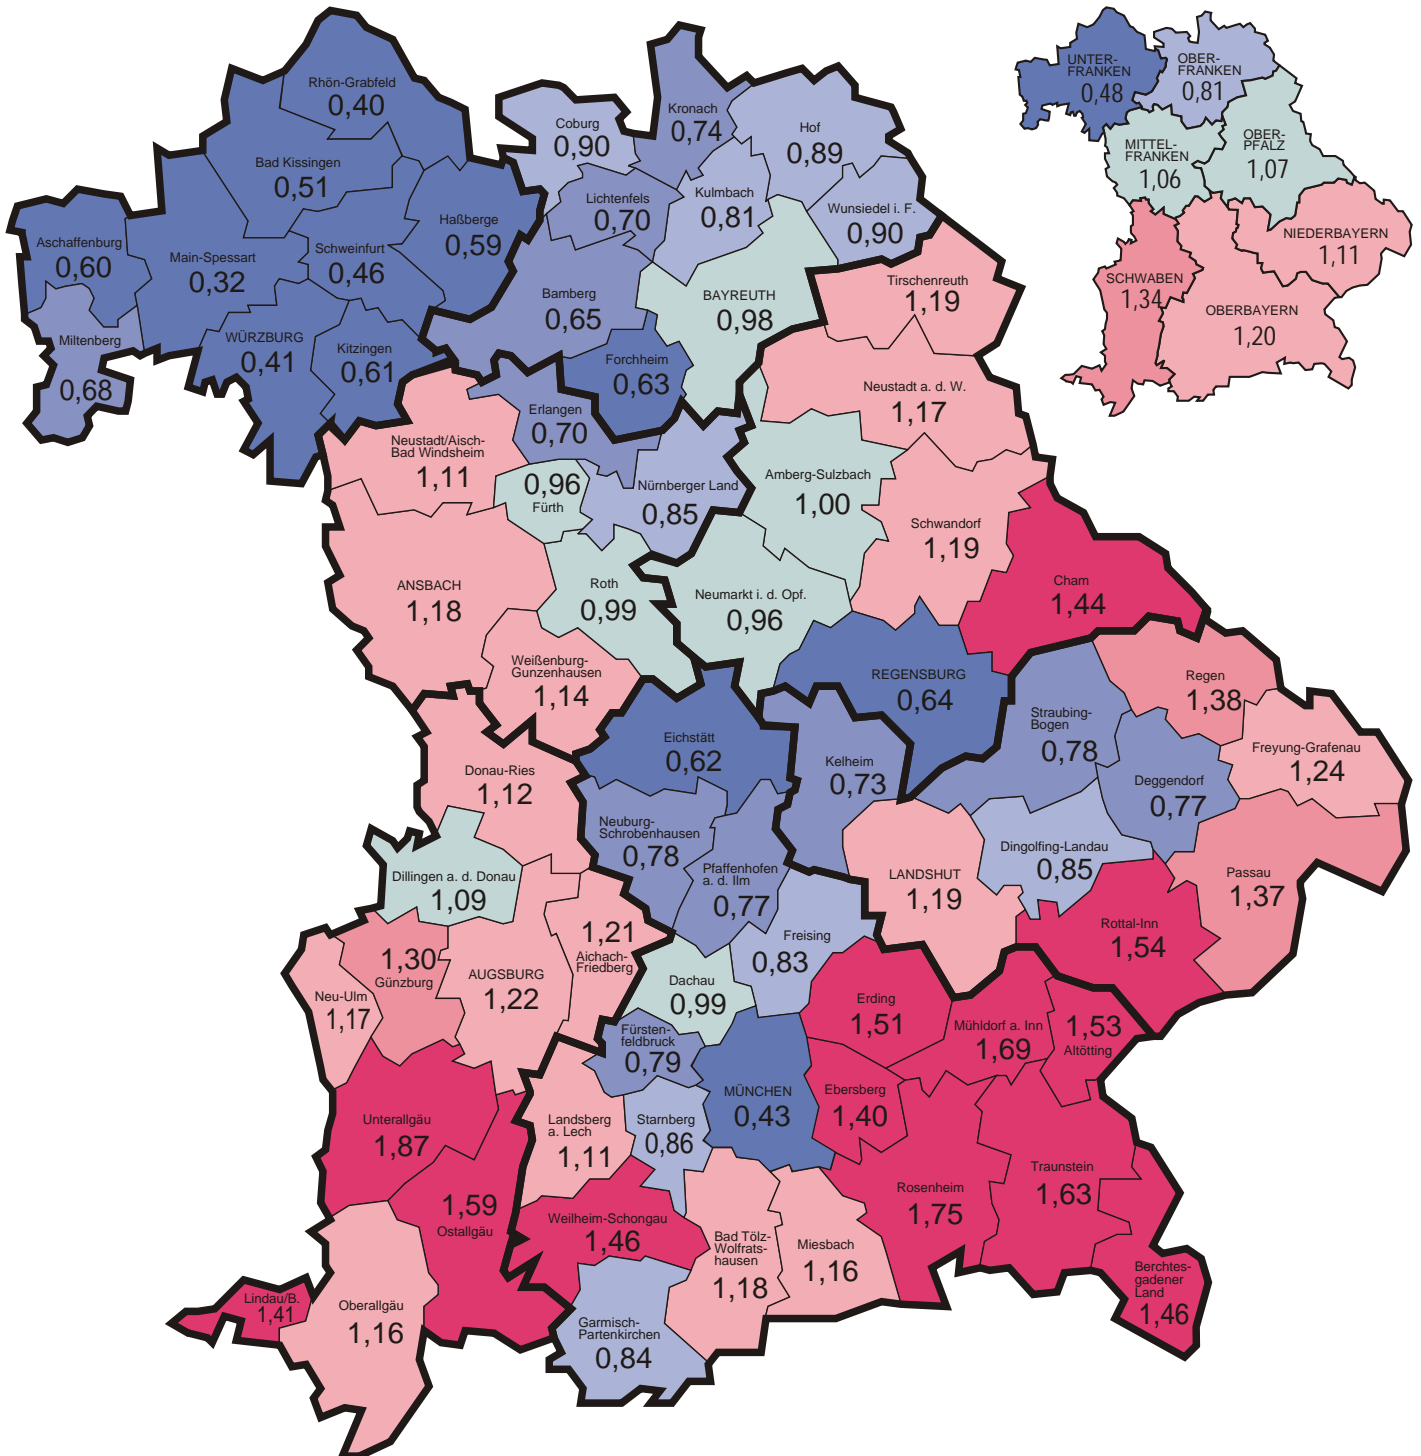 Rhön-Grabfeld
0,40
Bad Kissingen
0,51
Haßberge
0,59
Aschaffenburg
0,60
Main-Spessart
0,32
Schweinfurt
0,46
Miltenberg
0,68
WÜRZBURG
0,41
Kitzingen
0,61
Coburg
0,90
Kronach
0,74
Hof
0,89
Lichtenfels
0,70
Kulmbach
0,81
Wunsiedel i. F.
0,90
Bamberg
0,65
BAYREUTH
0,98
Forchheim
0,63
Tirschenreuth
1,19
Neustadt a. d. W.
1,17
Amberg-Sulzbach
1,00
Schwandorf
1,19
Cham
1,44
Neumarkt i. d. Opf.
0,96
REGENSBURG
0,64
Neustadt/Aisch-
Bad Windsheim
1,11
Erlangen
0,70
0,96
Fürth
Nürnberger Land
0,85
ANSBACH
1,18
Roth
0,99
Weißenburg-
Gunzenhausen
1,14
Regen
1,38
Straubing-
Bogen
0,78
Freyung-Grafenau
1,24
Deggendorf
0,77
Kelheim
0,73
Dingolfing-Landau
0,85
LANDSHUT
1,19
Passau
1,37
Rottal-Inn
1,54
Donau-Ries
1,12
Dillingen a. d. Donau
1,09
1,21
Aichach-
Friedberg
1,30
Günzburg
AUGSBURG
1,22
Neu-Ulm
1,17
Unterallgäu
1,87
1,59
Ostallgäu
Lindau/B.
1,41
Oberallgäu
1,16
Eichstätt
0,62
Neuburg-
Schrobenhausen
0,78
Pfaffenhofen
a. d. Ilm
0,77
Freising
0,83
Dachau
0,99
Erding
1,51
Mühldorf a. Inn
1,69
1,53
Altötting
Fürsten-
feldbruck
0,79
MÜNCHEN
0,43
Ebersberg
1,40
Landsberg
a. Lech
1,11
Starnberg
0,86
Rosenheim
1,75
Traunstein
1,63
Weilheim-Schongau
1,46
Bad Tölz-
Wolfrats-
hausen
1,18
Miesbach
1,16
Berchtes-
gadener
Land
1,46
Garmisch-
Partenkirchen
0,84
UNTER-
FRANKEN
0,48
OBER-
FRANKEN
0,81
MITTEL-
FRANKEN
1,06
OBER-
PFALZ
1,07
NIEDERBAYERN
1,11
SCHWABEN
1,34
OBERBAYERN
1,20